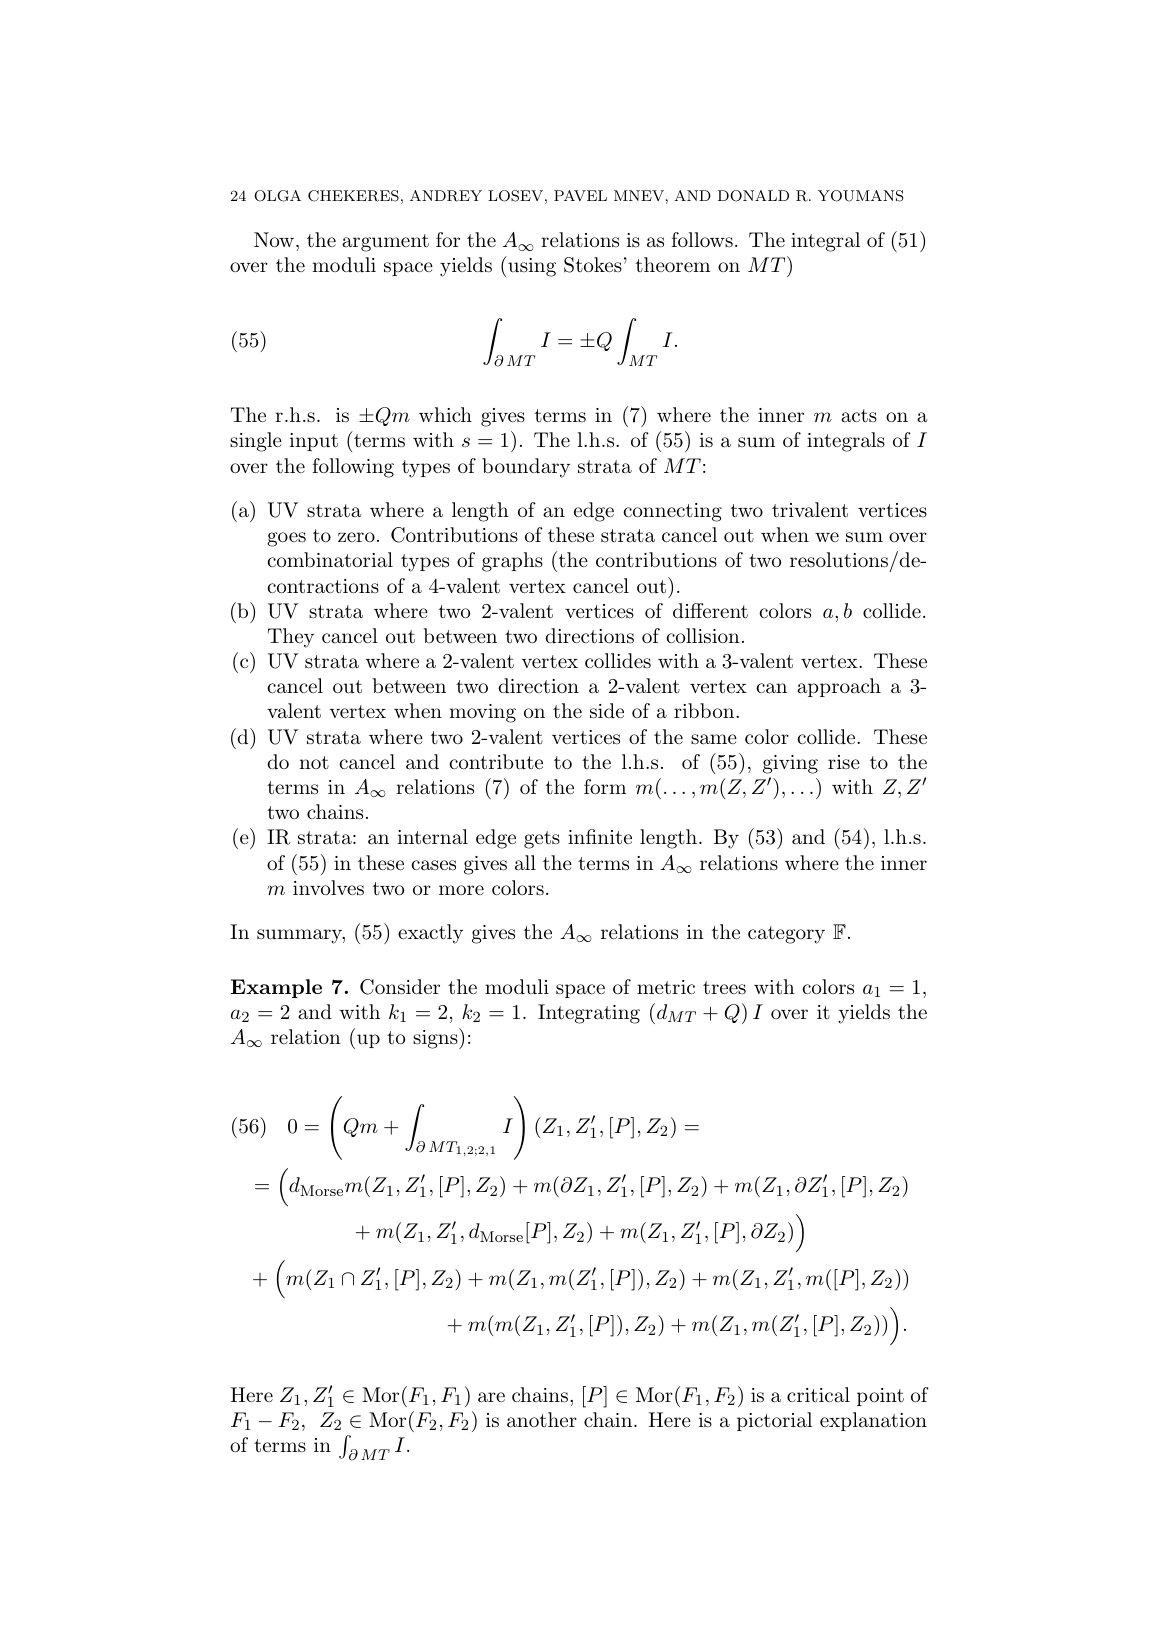 24 OLGA CHEKERES, ANDREY LOSEV, PAVEL MNEV, AND DONALD R. YOUMANS
Now, the argument for the A∞ relations is as follows. The integral of (51)
over the moduli space yields (using Stokes’ theorem on MT)
(55) ∫_{∂ MT} I = ±Q ∫_{MT} I.
The r.h.s. is ±Qm which gives terms in (7) where the inner m acts on a
single input (terms with s = 1). The l.h.s. of (55) is a sum of integrals of I
over the following types of boundary strata of MT:
(a) UV strata where a length of an edge connecting two trivalent vertices
goes to zero. Contributions of these strata cancel out when we sum over
combinatorial types of graphs (the contributions of two resolutions/de-
contractions of a 4-valent vertex cancel out).
(b) UV strata where two 2-valent vertices of different colors a, b collide.
They cancel out between two directions of collision.
(c) UV strata where a 2-valent vertex collides with a 3-valent vertex. These
cancel out between two direction a 2-valent vertex can approach a 3-
valent vertex when moving on the side of a ribbon.
(d) UV strata where two 2-valent vertices of the same color collide. These
do not cancel and contribute to the l.h.s. of (55), giving rise to the
terms in A∞ relations (7) of the form m(. . . , m(Z, Z′), . . .) with Z, Z′
two chains.
(e) IR strata: an internal edge gets infinite length. By (53) and (54), l.h.s.
of (55) in these cases gives all the terms in A∞ relations where the inner
m involves two or more colors.
In summary, (55) exactly gives the A∞ relations in the category 𝔽.
Example 7. Consider the moduli space of metric trees with colors a₁ = 1,
a₂ = 2 and with k₁ = 2, k₂ = 1. Integrating (d_{MT} + Q) I over it yields the
A∞ relation (up to signs):
(56) 0 = (Qm + ∫_{∂ MT_{1,2;2,1}} I) (Z₁, Z₁′, [P], Z₂) =
= (d_{Morse}m(Z₁, Z₁′, [P], Z₂) + m(∂Z₁, Z₁′, [P], Z₂) + m(Z₁, ∂Z₁′, [P], Z₂)
+ m(Z₁, Z₁′, d_{Morse}[P], Z₂) + m(Z₁, Z₁′, [P], ∂Z₂))
+ (m(Z₁ ∩ Z₁′, [P], Z₂) + m(Z₁, m(Z₁′, [P]), Z₂) + m(Z₁, Z₁′, m([P], Z₂))
+ m(m(Z₁, Z₁′, [P]), Z₂) + m(Z₁, m(Z₁′, [P], Z₂))).
Here Z₁, Z₁′ ∈ Mor(F₁, F₁) are chains, [P] ∈ Mor(F₁, F₂) is a critical point of
F₁ − F₂, Z₂ ∈ Mor(F₂, F₂) is another chain. Here is a pictorial explanation
of terms in ∫_{∂ MT} I.